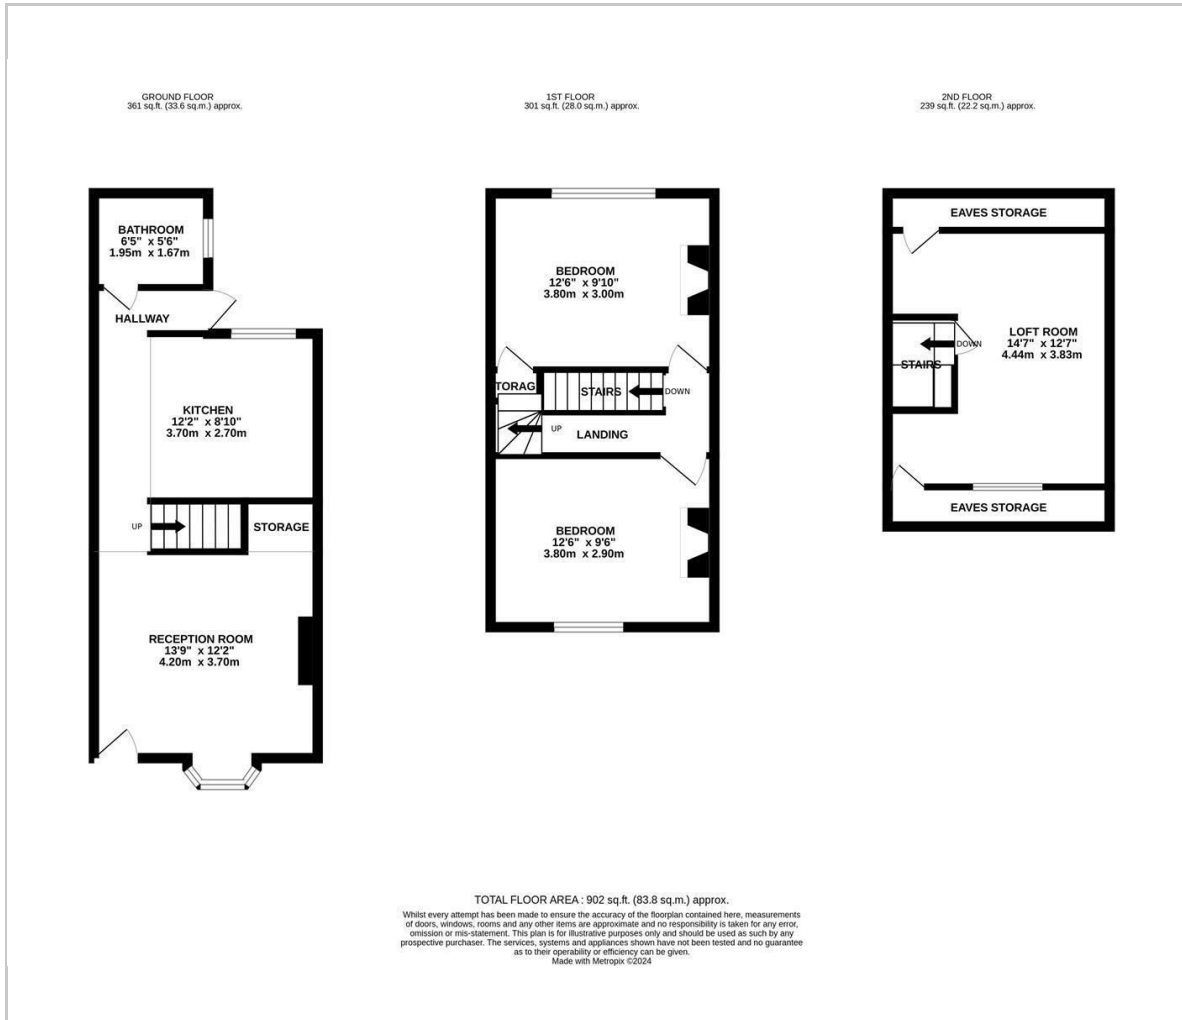 GROUND FLOOR
361 sq.ft. (33.6 sq.m.) approx.
1ST FLOOR
301 sq.ft. (28.0 sq.m.) approx.
2ND FLOOR
239 sq.ft. (22.2 sq.m.) approx.
BATHROOM
6'5" x 5'6"
1.95m x 1.67m
HALLWAY
KITCHEN
12'2" x 8'10"
3.70m x 2.70m
UP
STORAGE
RECEPTION ROOM
13'9" x 12'2"
4.20m x 3.70m
BEDROOM
12'6" x 9'10"
3.80m x 3.00m
TORAG
STAIRS
DOWN
UP
LANDING
BEDROOM
12'6" x 9'6"
3.80m x 2.90m
EAVES STORAGE
LOFT ROOM
14'7" x 12'7"
4.44m x 3.83m
DOWN
STAIRS
EAVES STORAGE
TOTAL FLOOR AREA : 902 sq.ft. (83.8 sq.m.) approx.
Whilst every attempt has been made to ensure the accuracy of the floorplan contained here, measurements
of doors, windows, rooms and any other items are approximate and no responsibility is taken for any error,
omission or mis-statement. This plan is for illustrative purposes only and should be used as such by any
prospective purchaser. The services, systems and appliances shown have not been tested and no guarantee
as to their operability or efficiency can be given.
Made with Metropix ©2024